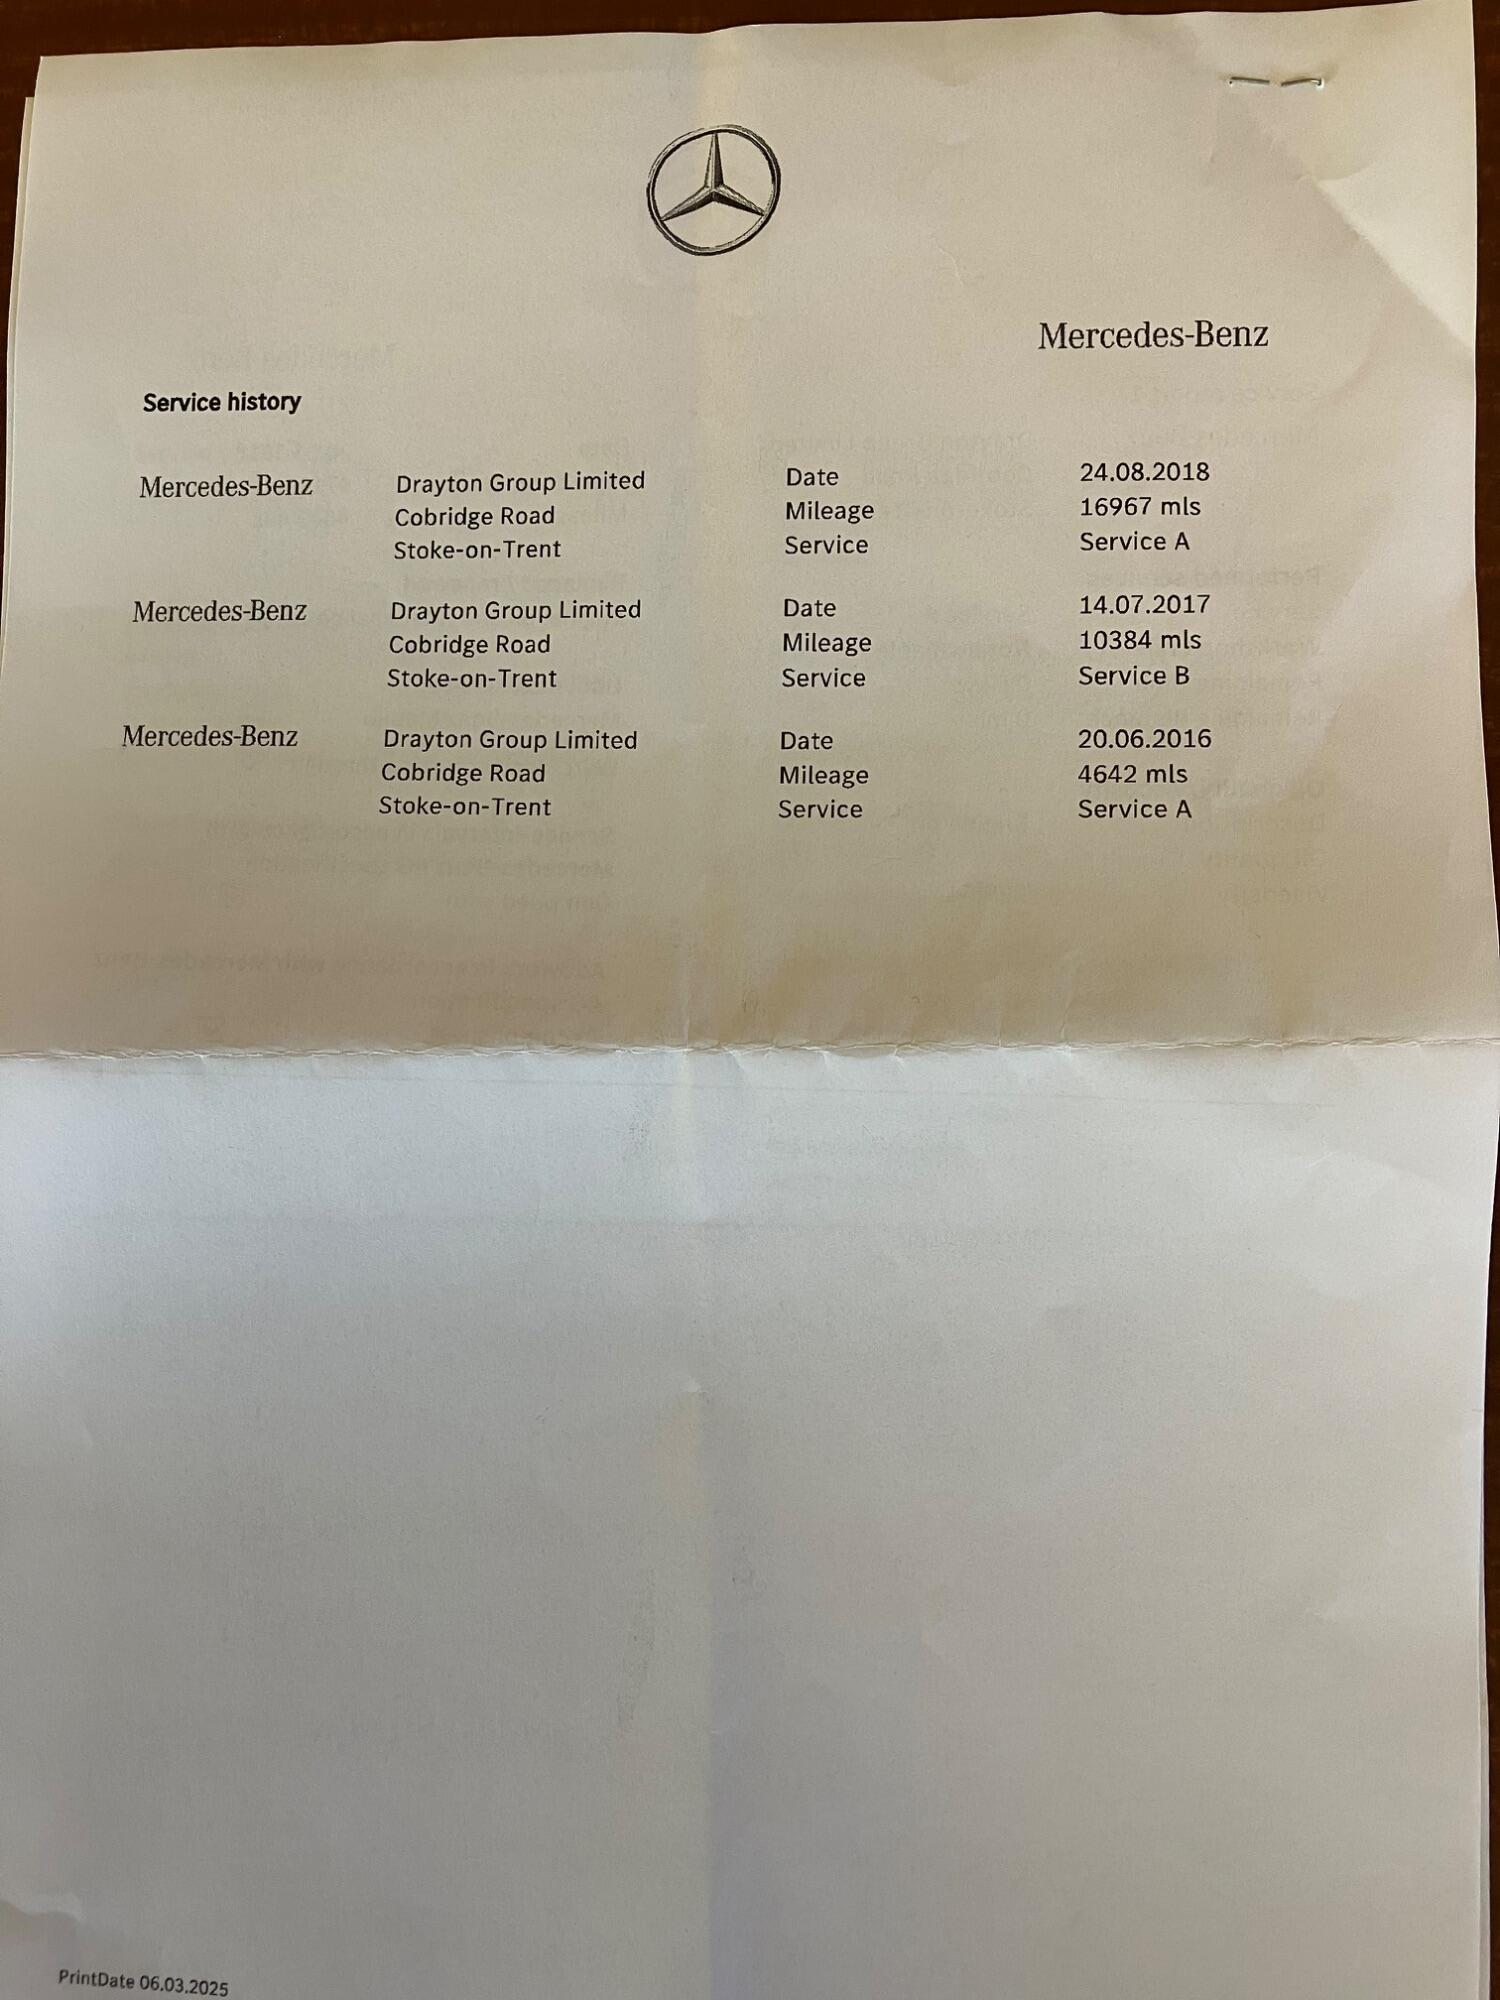 Mercedes-Benz
Service history
Mercedes-Benz Drayton Group Limited Date 24.08.2018
Cobridge Road Mileage 16967 mls
Stoke-on-Trent Service Service A
Mercedes-Benz Drayton Group Limited Date 14.07.2017
Cobridge Road Mileage 10384 mls
Stoke-on-Trent Service Service B
Mercedes-Benz Drayton Group Limited Date 20.06.2016
Cobridge Road Mileage 4642 mls
Stoke-on-Trent Service Service A
PrintDate 06.03.2025